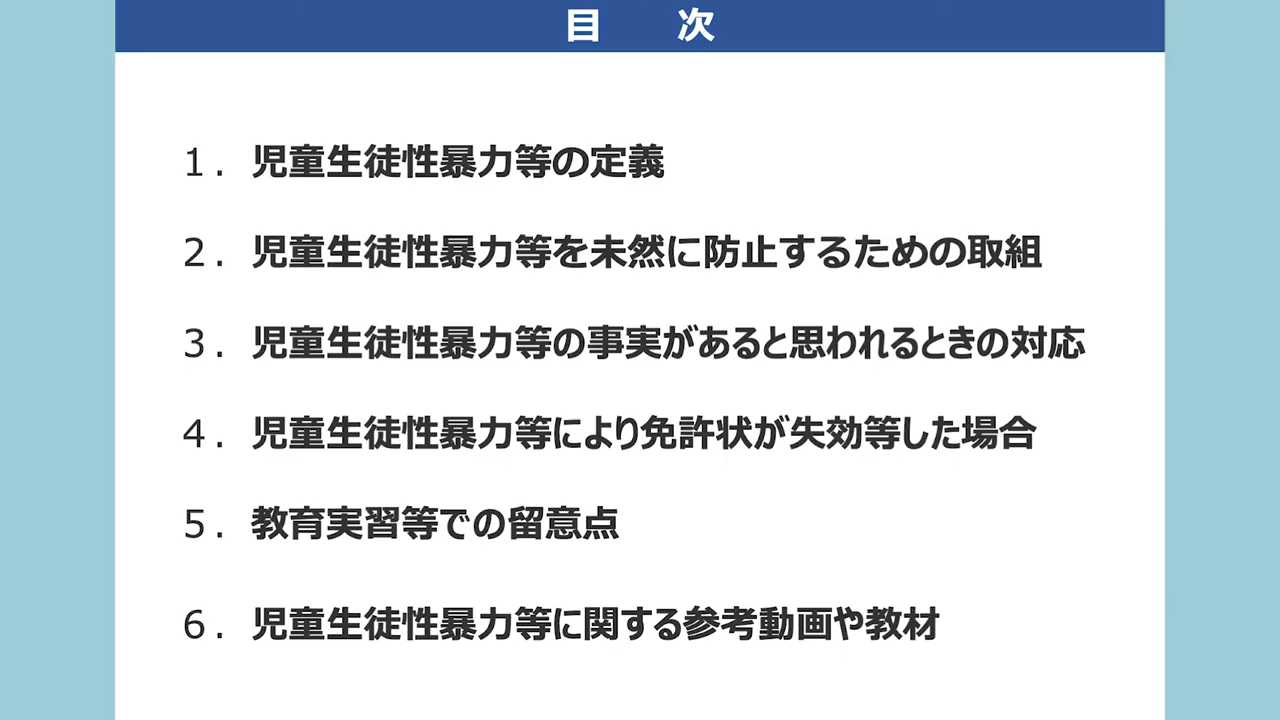 目　　次
１．児童生徒性暴力等の定義
２．児童生徒性暴力等を未然に防止するための取組
３．児童生徒性暴力等の事実があると思われるときの対応
４．児童生徒性暴力等により免許状が失効等した場合
５．教育実習等での留意点
６．児童生徒性暴力等に関する参考動画や教材